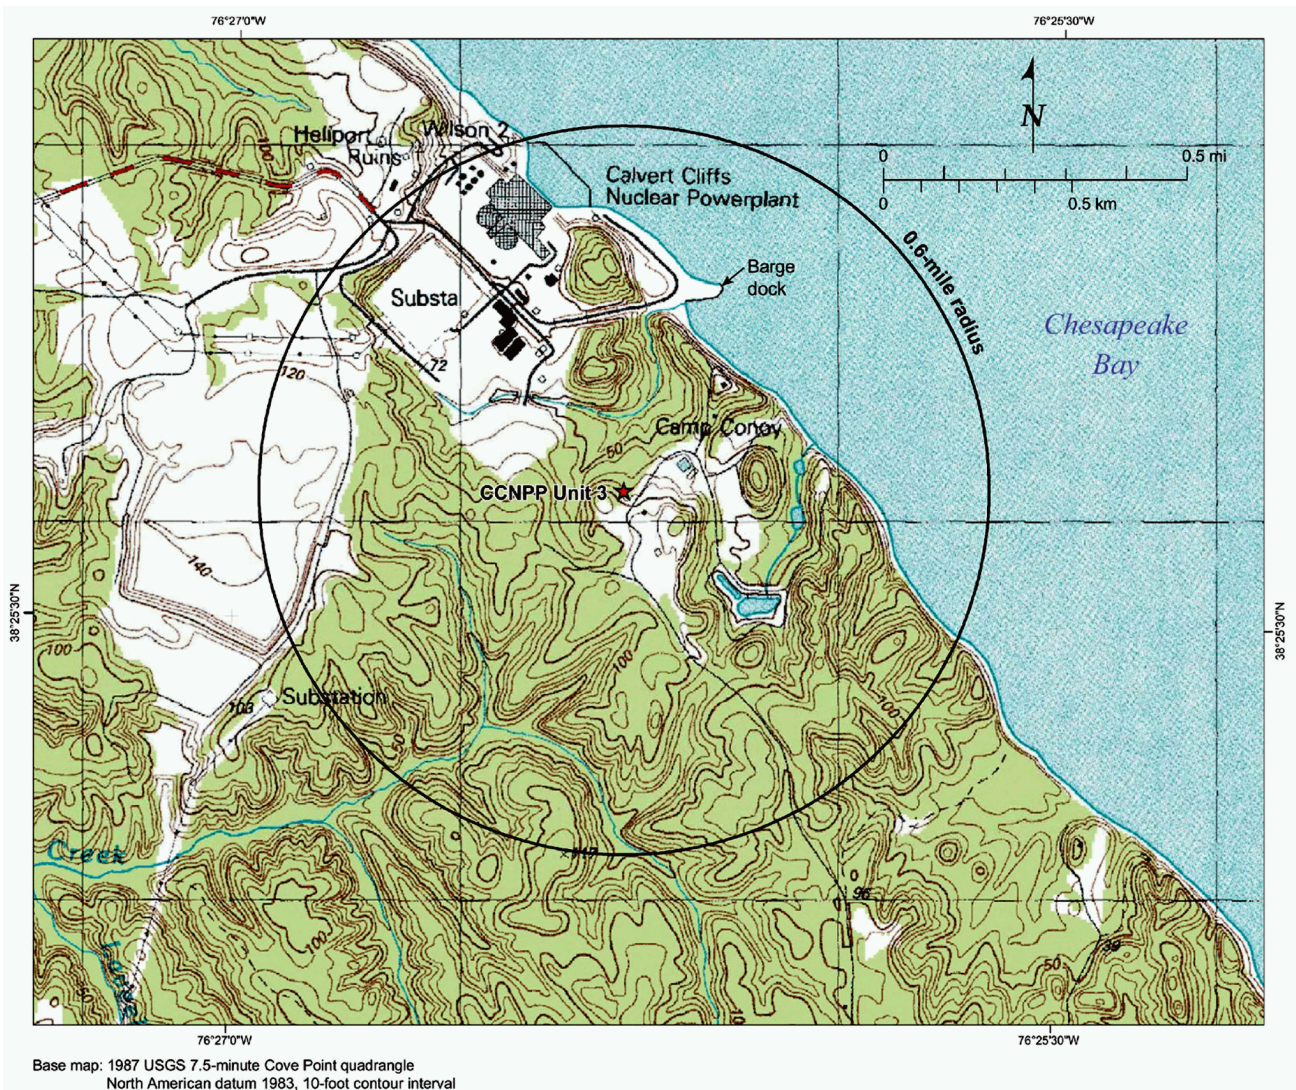 76°27'0"W
76°25'30"W
N
Heliport
Wilson 2
100
Ruins
0
0.5 mi
Calvert Cliffs
Nuclear Powerplant
0
0.5 km
0.6-mile radius
Barge
dock
Substa
Chesapeake
Bay
72
120
Camp Conoy
50
CCNPP Unit 3
140
38°25'30"N
38°25'30"N
100
100
Substation
103
50
100
Creek
96
100
39
50
76°27'0"W
76°25'30"W
Base map: 1987 USGS 7.5-minute Cove Point quadrangle
North American datum 1983, 10-foot contour interval